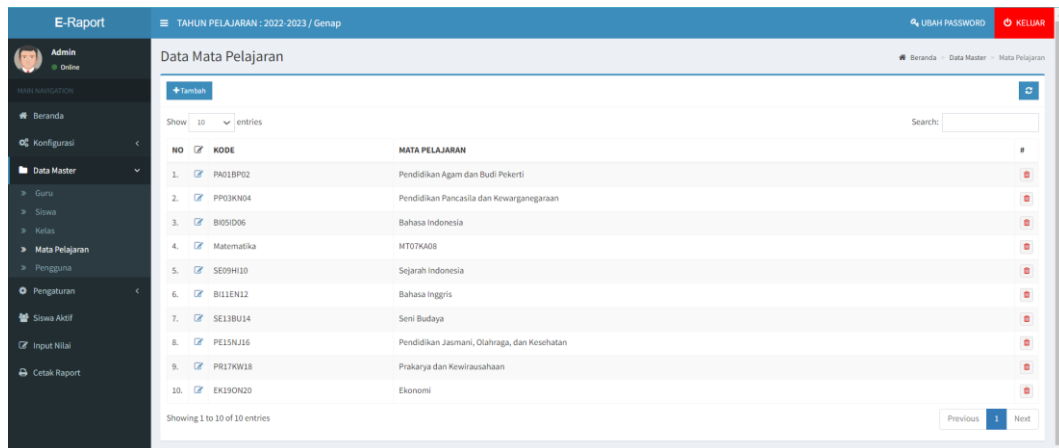 E-Raport
TAHUN PELAJARAN : 2022-2023 / Genap
UBAH PASSWORD
KELUAR
Admin
Online
MAIN NAVIGATION
Beranda
Konfigurasi
Data Master
Guru
Siswa
Kelas
Mata Pelajaran
Pengguna
Pengaturan
Siswa Aktif
Input Nilai
Cetak Raport
Data Mata Pelajaran
Beranda > Data Master > Mata Pelajaran
+Tambah
Show 10 entries
Search:
NO KODE MATA PELAJARAN #
1. PA01BP02 Pendidikan Agam dan Budi Pekerti
2. PP03KN04 Pendidikan Pancasila dan Kewarganegaraan
3. BI05ID06 Bahasa Indonesia
4. Matematika MT07KA08
5. SE09HI10 Sejarah Indonesia
6. BI11EN12 Bahasa Inggris
7. SE13BU14 Seni Budaya
8. PE15NJ16 Pendidikan Jasmani, Olahraga, dan Kesehatan
9. PR17KW18 Prakarya dan Kewirausahaan
10. EK19ON20 Ekonomi
Showing 1 to 10 of 10 entries
Previous 1 Next